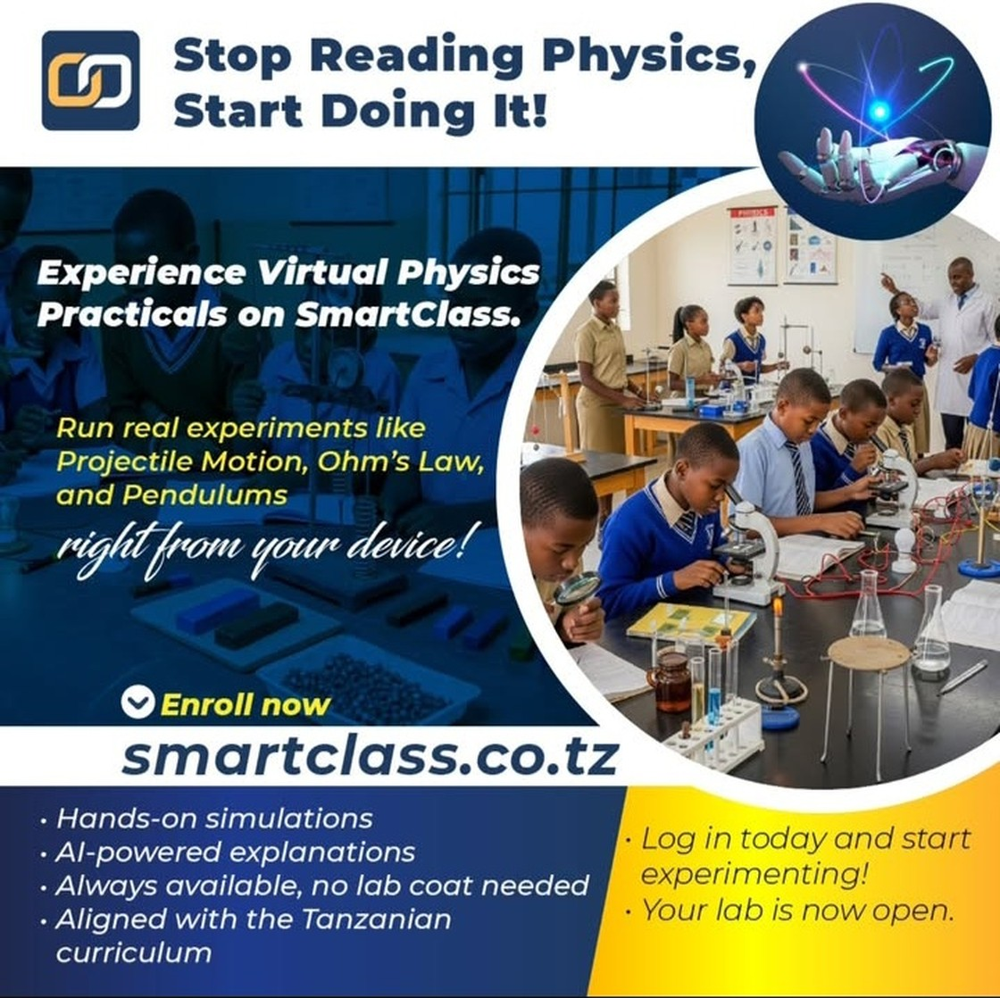 Stop Reading Physics,
Start Doing It!
PHYSICS
Experience Virtual Physics
Practicals on SmartClass.
Run real experiments like
Projectile Motion, Ohm's Law,
and Pendulums
right from your device!
Enroll now
smartclass.co.tz
• Hands-on simulations
• AI-powered explanations
• Always available, no lab coat needed
• Aligned with the Tanzanian
curriculum
• Log in today and start
experimenting!
• Your lab is now open.